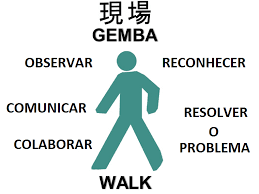 現場
GEMBA
OBSERVAR
RECONHECER
COMUNICAR
RESOLVER
O
PROBLEMA
COLABORAR
WALK